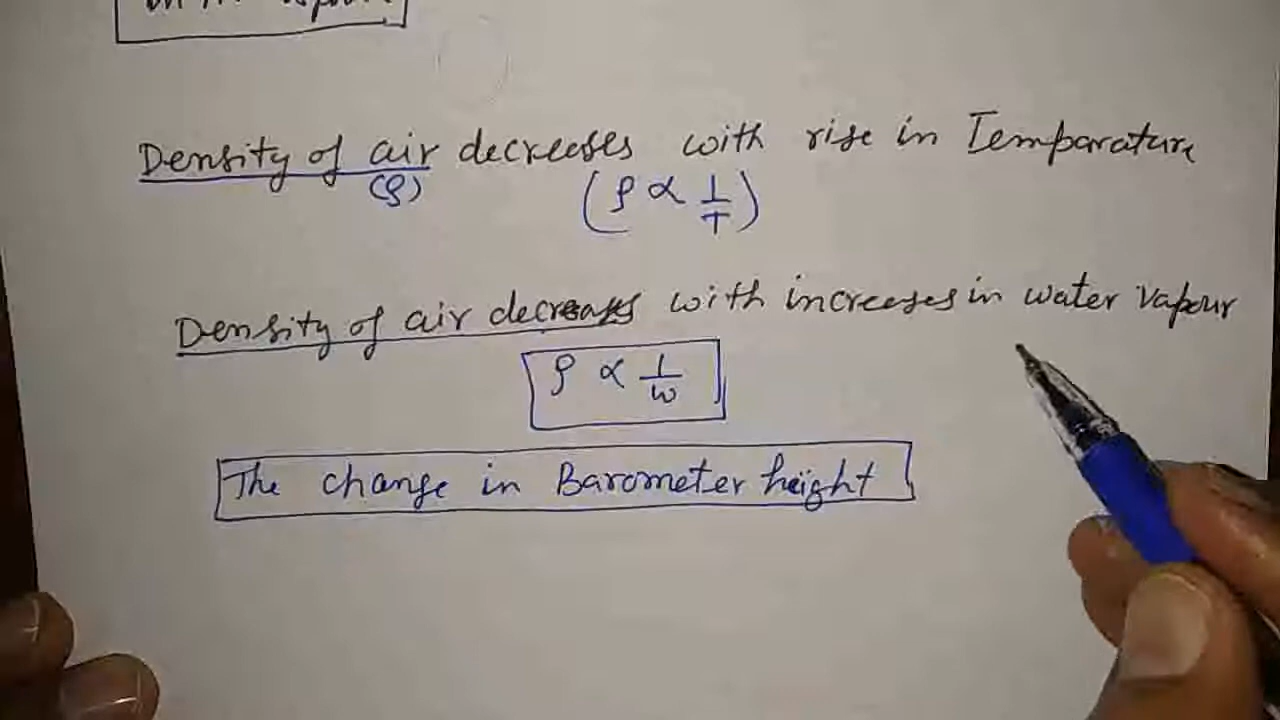 Density of air decreases with rise in Temparature
(ρ) (ρ ∝ 1/T)
Density of air decreases with increases in water vapour
ρ ∝ 1/w
The change in Barometer height